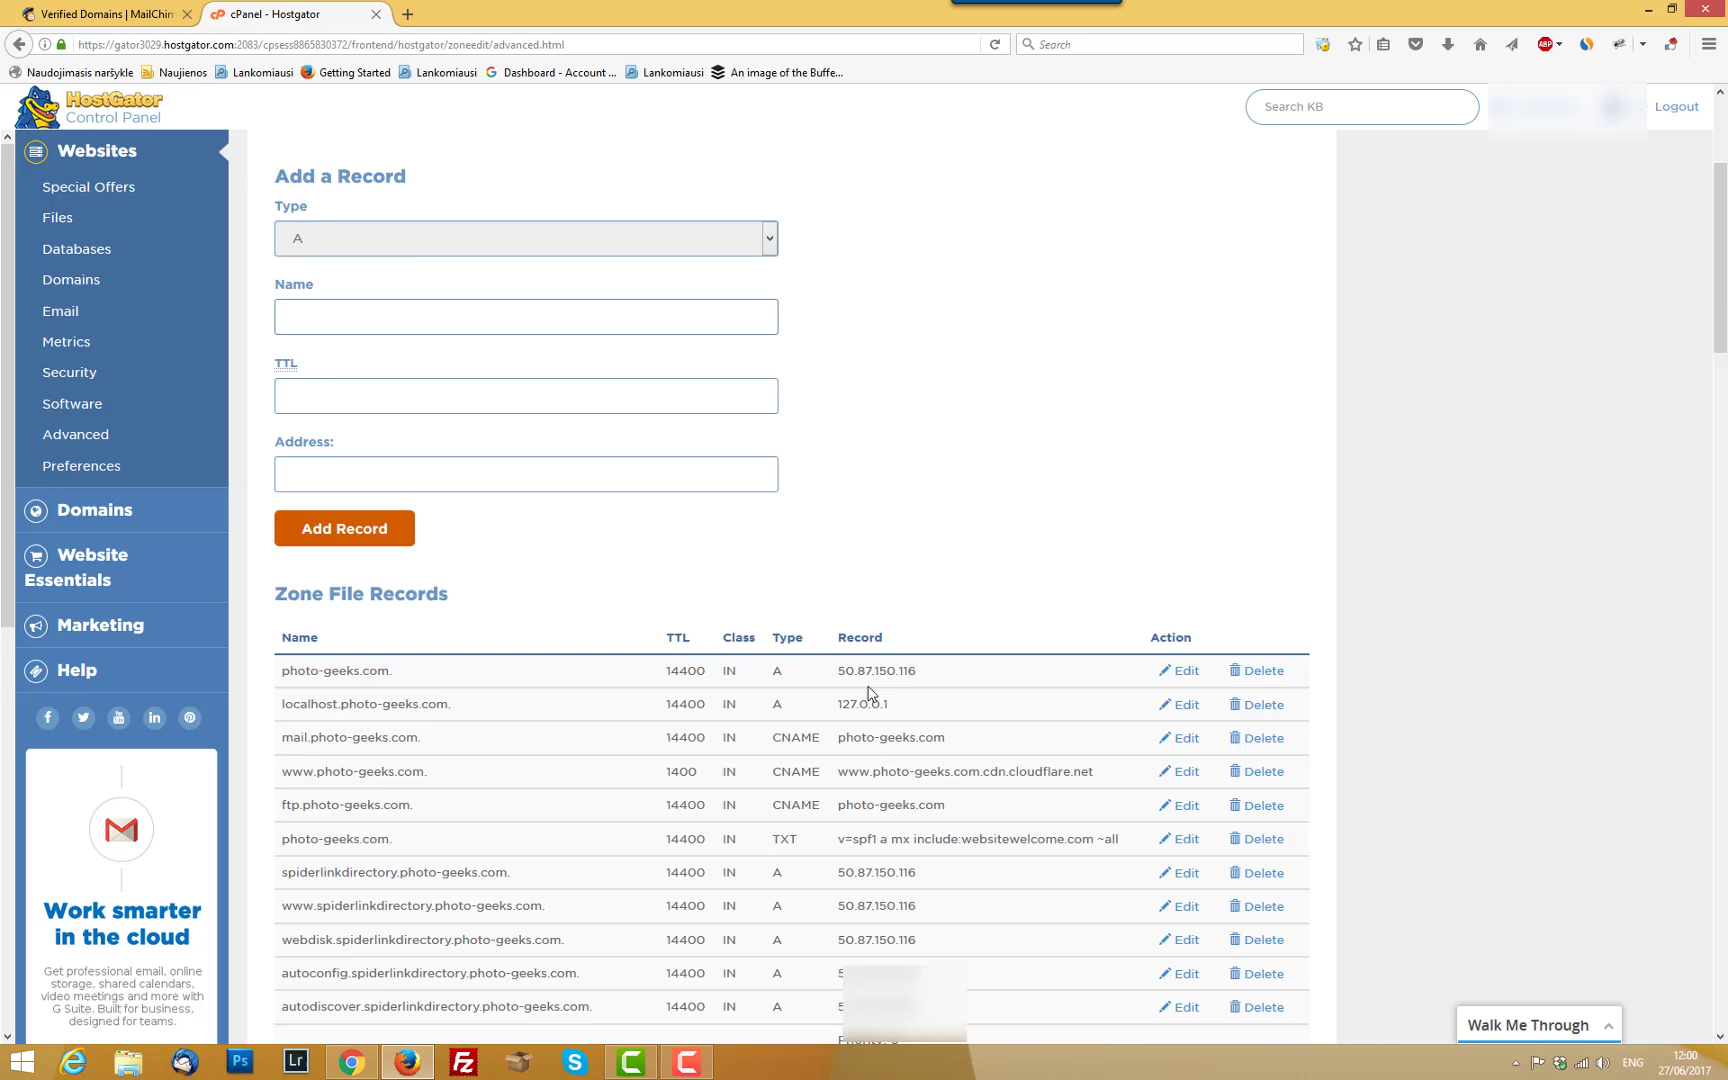 Verified Domains | MailChim
cPanel - Hostgator
https://gator3029.hostgator.com:2083/cpsess8865830372/frontend/hostgator/zoneedit/advanced.html
Search
ABP
Naudojimasis naršykle
Naujienos
Lankomiausi
Getting Started
Lankomiausi
Dashboard - Account ...
Lankomiausi
An image of the Buffe...
HostGator
Control Panel
Search KB
Logout
Websites
Special Offers
Files
Databases
Domains
Email
Metrics
Security
Software
Advanced
Preferences
Domains
Website
Essentials
Marketing
Help
Work smarter
in the cloud
Get professional email, online
storage, shared calendars,
video meetings and more with
G Suite. Built for business,
designed for teams.
Add a Record
Type
A
Name
TTL
Address:
Add Record
Zone File Records
Name TTL Class Type Record Action
photo-geeks.com. 14400 IN A 50.87.150.116 Edit Delete
localhost.photo-geeks.com. 14400 IN A 127.0.0.1 Edit Delete
mail.photo-geeks.com. 14400 IN CNAME photo-geeks.com Edit Delete
www.photo-geeks.com. 1400 IN CNAME www.photo-geeks.com.cdn.cloudflare.net Edit Delete
ftp.photo-geeks.com. 14400 IN CNAME photo-geeks.com Edit Delete
photo-geeks.com. 14400 IN TXT v=spf1 a mx include:websitewelcome.com ~all Edit Delete
spiderlinkdirectory.photo-geeks.com. 14400 IN A 50.87.150.116 Edit Delete
www.spiderlinkdirectory.photo-geeks.com. 14400 IN A 50.87.150.116 Edit Delete
webdisk.spiderlinkdirectory.photo-geeks.com. 14400 IN A 50.87.150.116 Edit Delete
autoconfig.spiderlinkdirectory.photo-geeks.com. 14400 IN A Edit Delete
autodiscover.spiderlinkdirectory.photo-geeks.com. 14400 IN A Edit Delete
Walk Me Through
Ps
Lr
ENG
12:00
27/06/2017